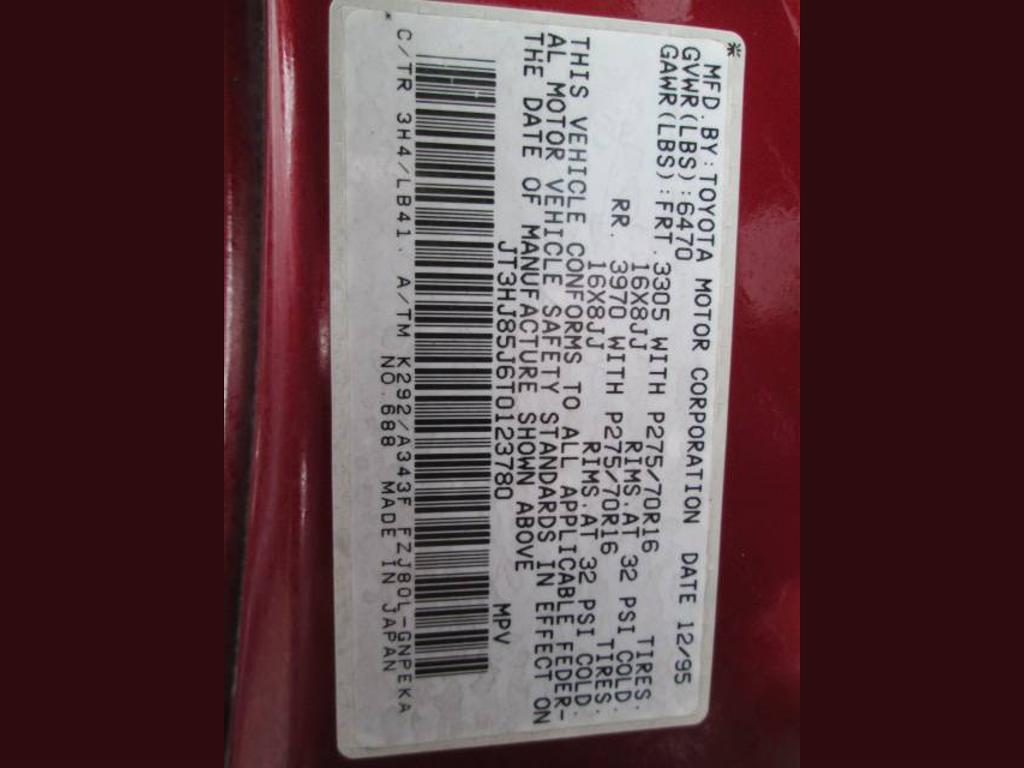 MFD.BY:TOYOTA MOTOR CORPORATION DATE 12/95
GVWR(LBS):6470
GAWR(LBS):FRT.3305 WITH P275/70R16 TIRES.
16X8JJ RIMS.AT 32 PSI COLD.
RR. 3970 WITH P275/70R16 TIRES.
16X8JJ RIMS.AT 32 PSI COLD.
THIS VEHICLE CONFORMS TO ALL APPLICABLE FEDER-
AL MOTOR VEHICLE SAFETY STANDARDS IN EFFECT ON
THE DATE OF MANUFACTURE SHOWN ABOVE
JT3HJ85J6T0123780 MPV
C/TR 3H4/LB41. A/TM K292/A343F FZJ80L-GNPEKA
NO.688 MADE IN JAPAN